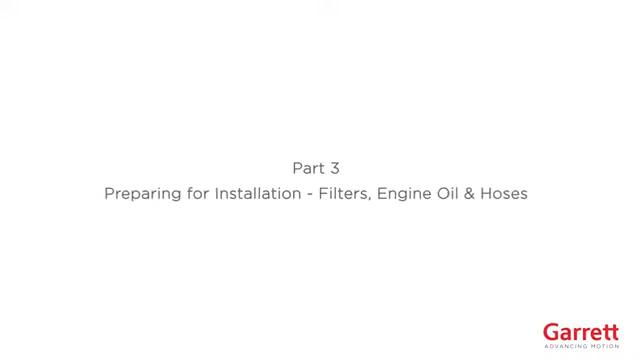 Part 3
Preparing for Installation - Filters, Engine Oil & Hoses
Garrett
ADVANCING MOTION